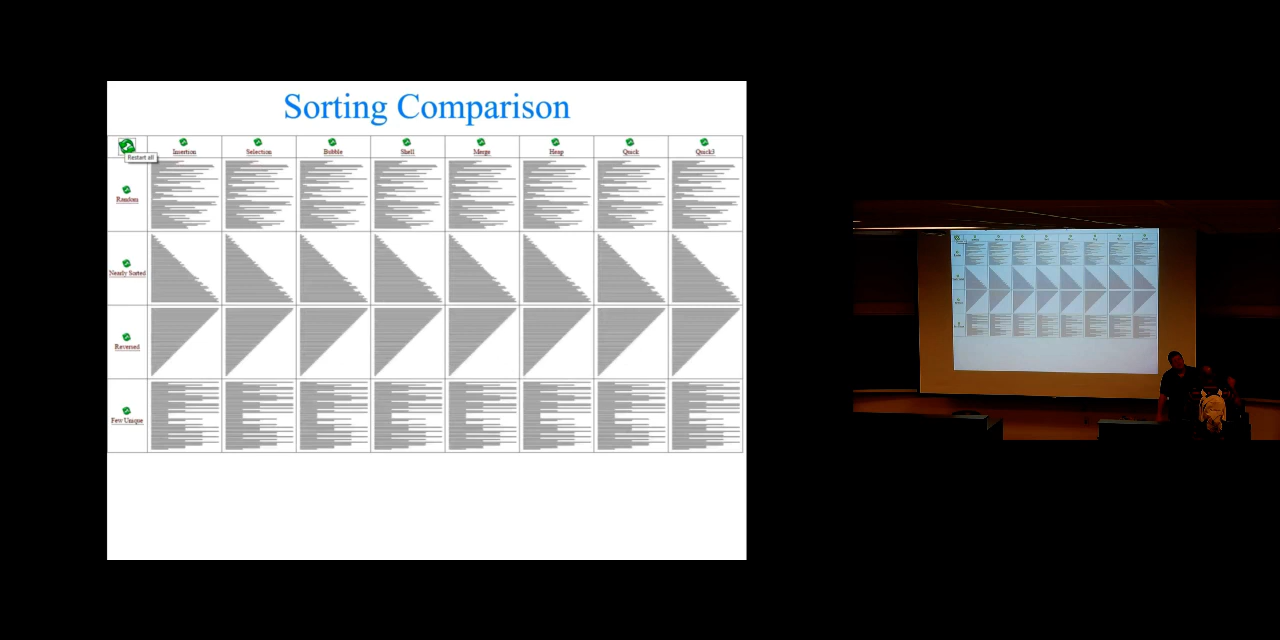 Sorting Comparison
Restart all
Insertion Selection Bubble Shell Merge Heap Quick Quick3
Random
Nearly Sorted
Reversed
Few Unique